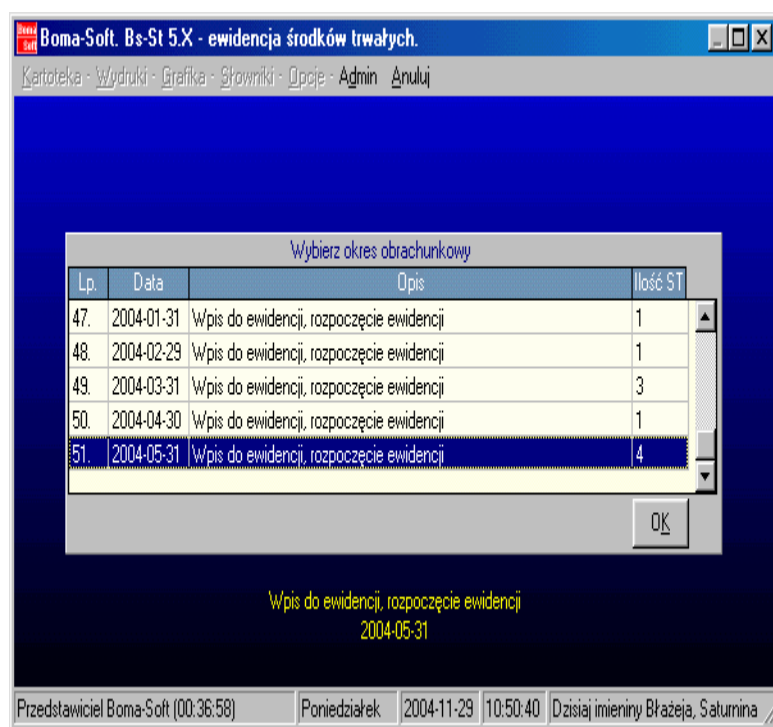 Boma Soft Boma-Soft. Bs-St 5.X - ewidencja środków trwałych.
Kartoteka - Wydruki - Grafika - Słowniki - Opcje - Admin Anuluj
Wybierz okres obrachunkowy
Lp. Data Opis Ilość ST
47. 2004-01-31 Wpis do ewidencji, rozpoczęcie ewidencji 1
48. 2004-02-29 Wpis do ewidencji, rozpoczęcie ewidencji 1
49. 2004-03-31 Wpis do ewidencji, rozpoczęcie ewidencji 3
50. 2004-04-30 Wpis do ewidencji, rozpoczęcie ewidencji 1
51. 2004-05-31 Wpis do ewidencji, rozpoczęcie ewidencji 4
OK
Wpis do ewidencji, rozpoczęcie ewidencji
2004-05-31
Przedstawiciel Boma-Soft (00:36:58) Poniedziałek 2004-11-29 10:50:40 Dzisiaj imieniny Błażeja, Saturnina